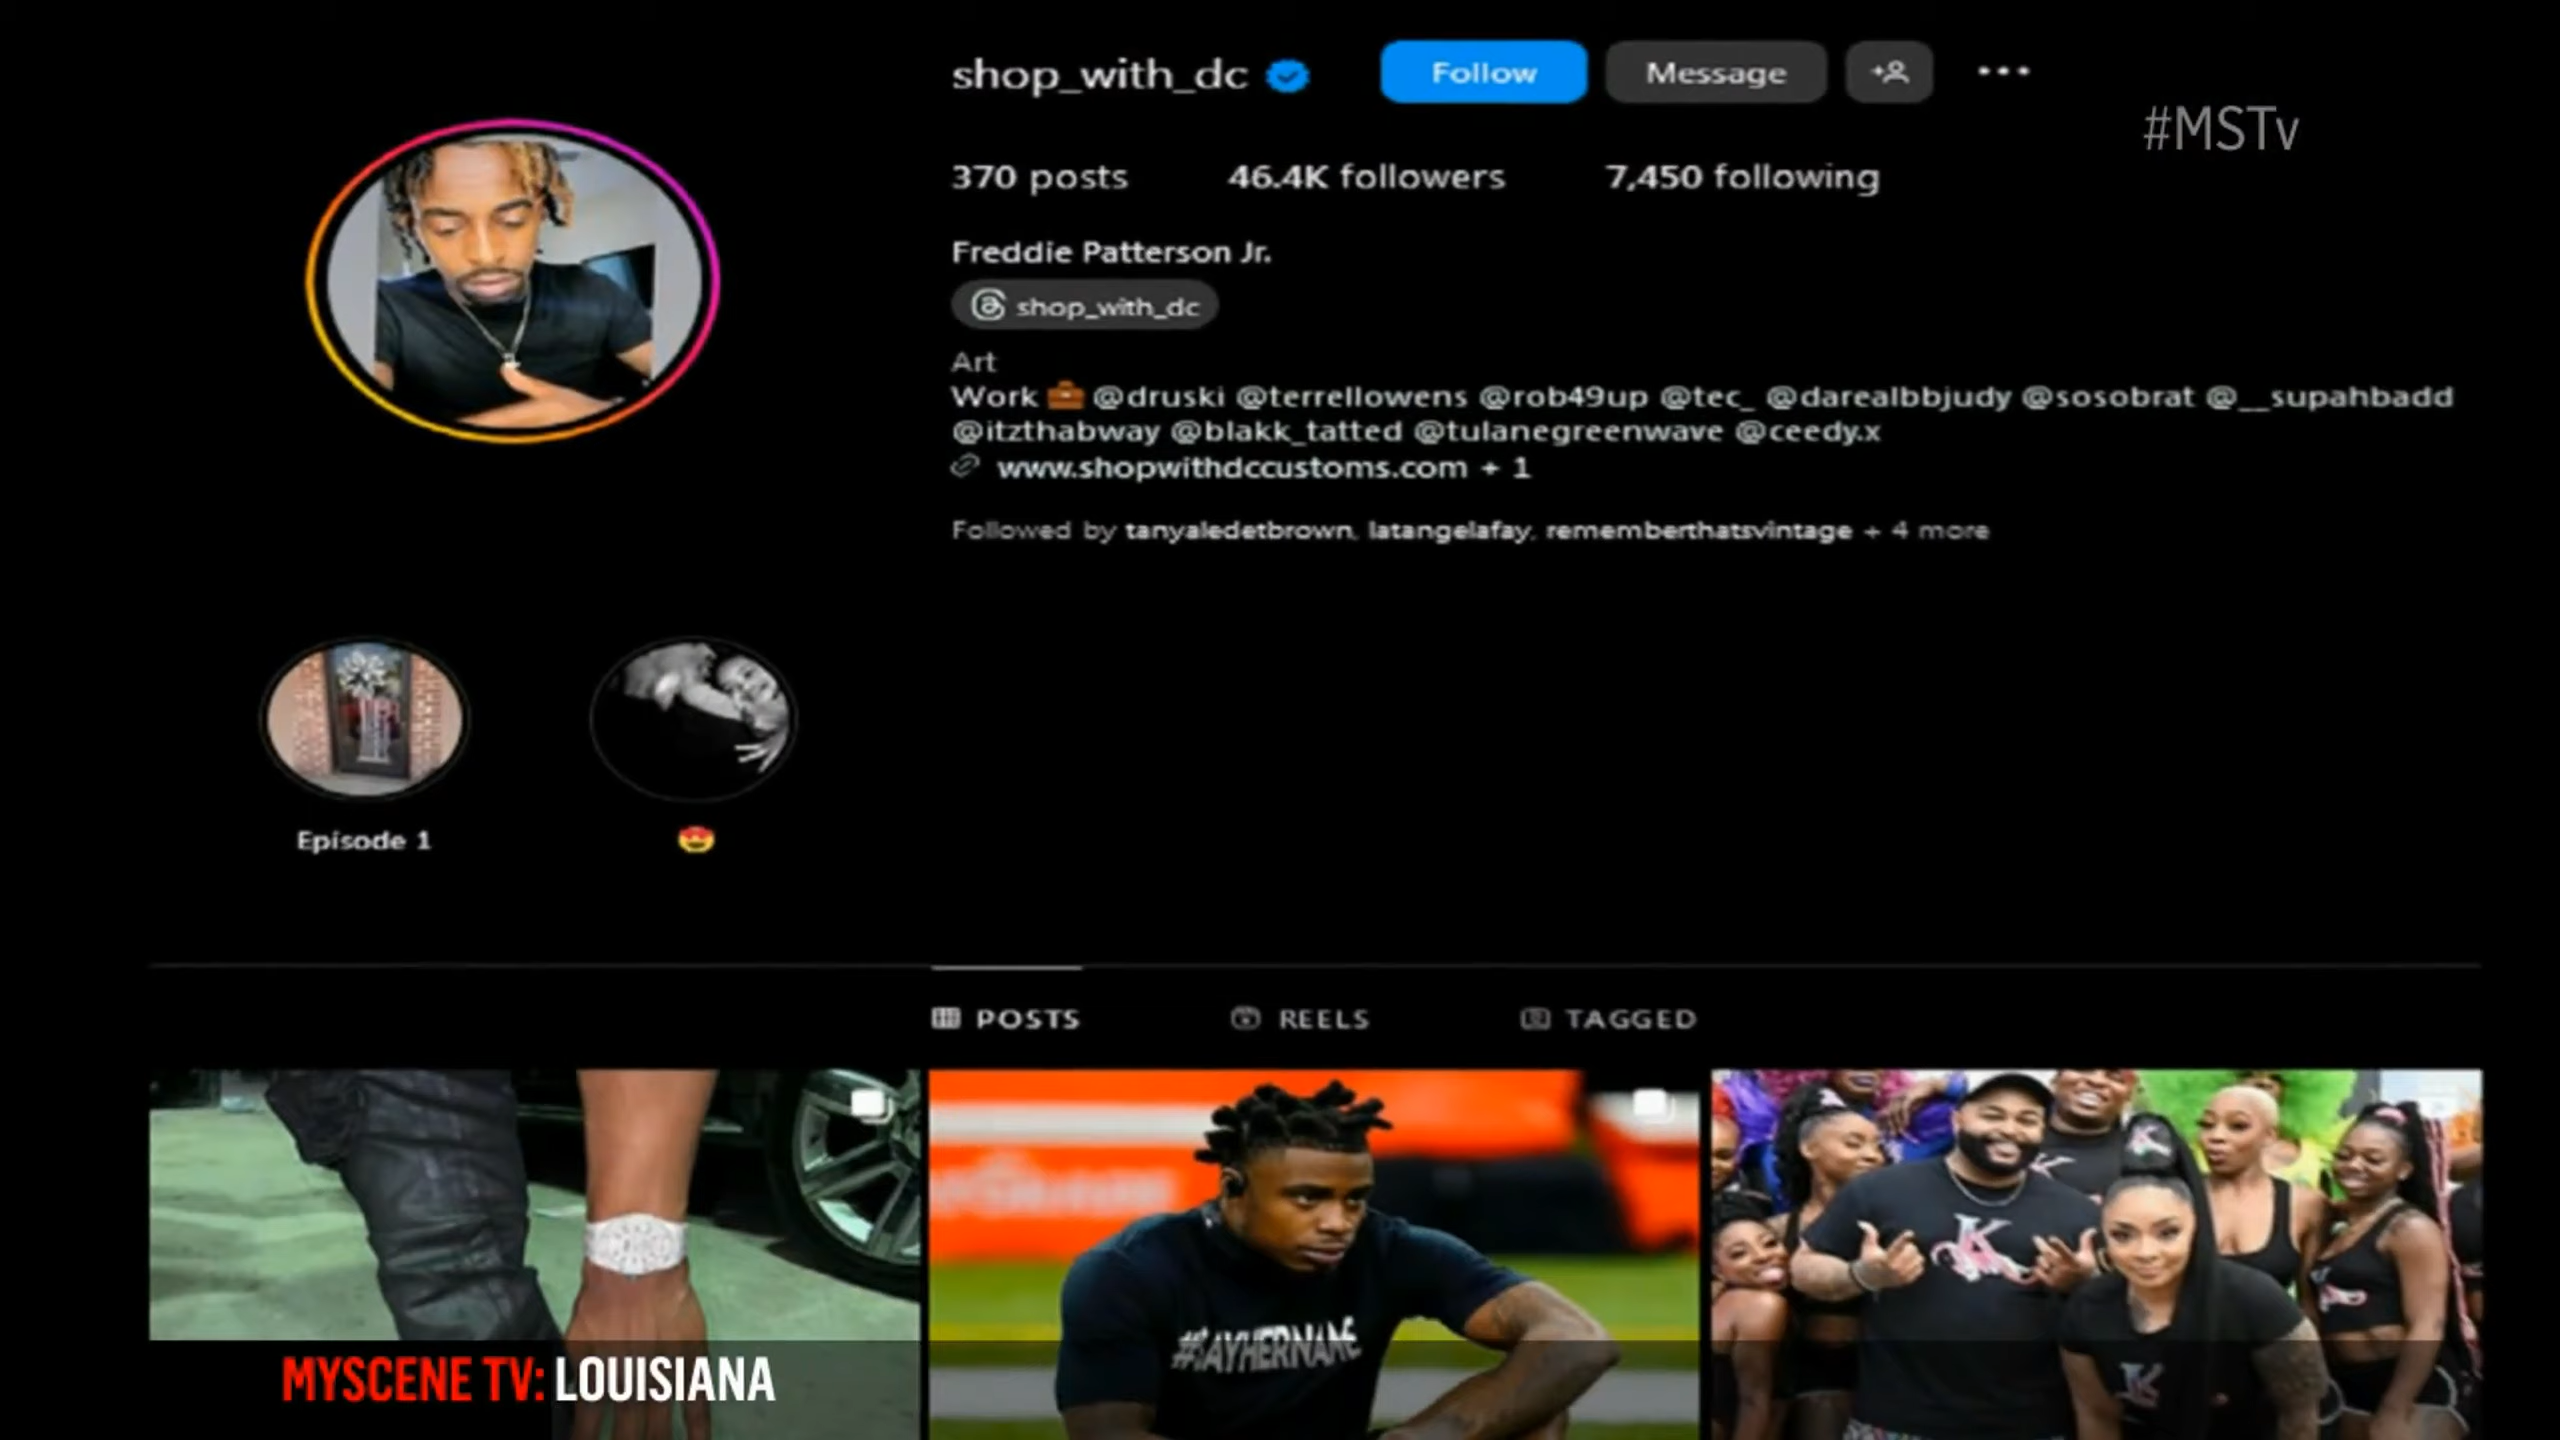 shop_with_dc Follow Message
#MSTv
370 posts 46.4K followers 7,450 following
Freddie Patterson Jr.
shop_with_dc
Art
Work 💼 @druski @terrellowens @rob49up @tec_ @darealbbjudy @sosobrat @__supahbadd
@itzthabway @blakk_tatted @tulanegreenwave @ceedy.x
www.shopwithdccustoms.com + 1
Followed by tanyaledetbrown, latangelafay, rememberthatsvintage + 4 more
Episode 1 😍
POSTS REELS TAGGED
#SAYHERNAME
MYSCENE TV: LOUISIANA